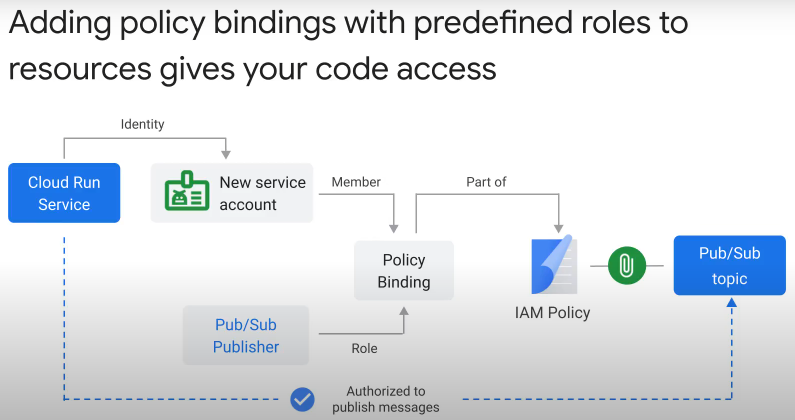 Adding policy bindings with predefined roles to
resources gives your code access
Identity
Cloud Run
Service
New service
account
Member
Part of
Policy
Binding
Pub/Sub
topic
IAM Policy
Pub/Sub
Publisher
Role
Authorized to
publish messages